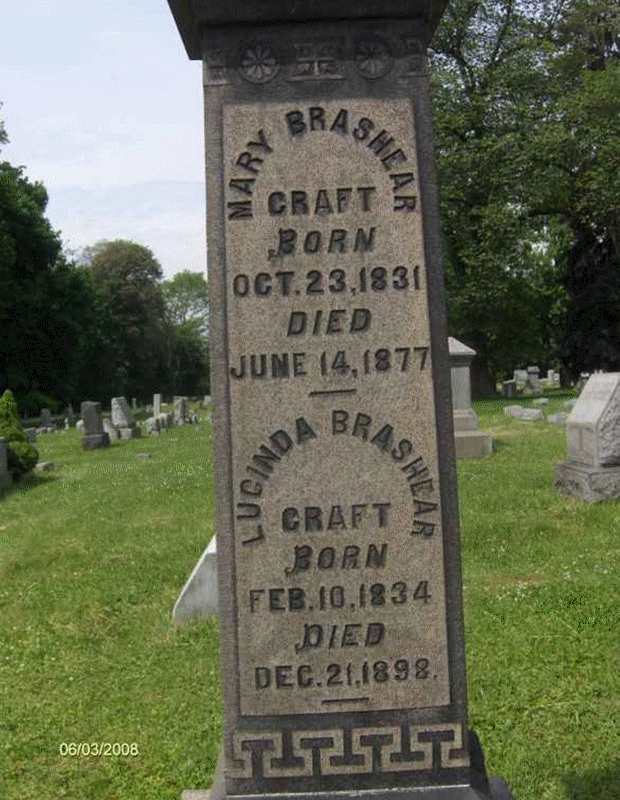 MARY BRASHEAR
CRAFT
BORN
OCT. 23, 1831
DIED
JUNE 14, 1877
LUCINDA BRASHEAR
CRAFT
BORN
FEB. 10, 1834
DIED
DEC. 21, 1898.
06/03/2008